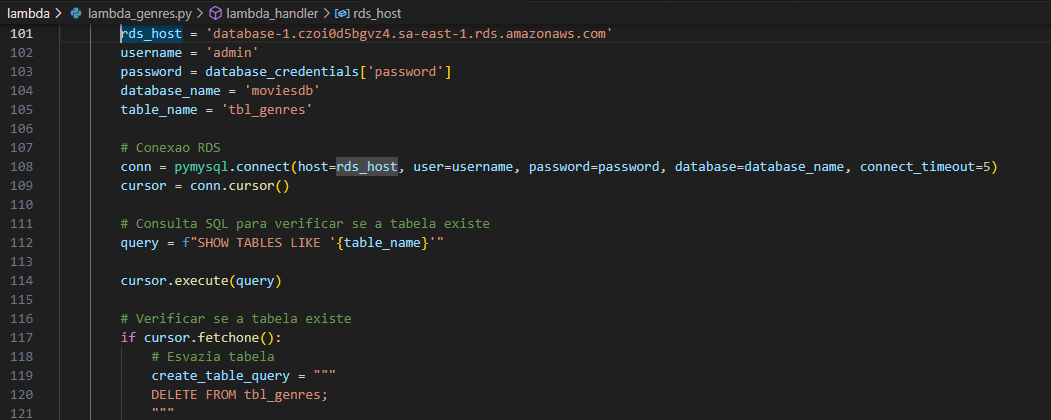 lambda > lambda_genres.py > lambda_handler > rds_host
101 rds_host = 'database-1.czoi0d5bgvz4.sa-east-1.rds.amazonaws.com'
102 username = 'admin'
103 password = database_credentials['password']
104 database_name = 'moviesdb'
105 table_name = 'tbl_genres'
106
107 # Conexao RDS
108 conn = pymysql.connect(host=rds_host, user=username, password=password, database=database_name, connect_timeout=5)
109 cursor = conn.cursor()
110
111 # Consulta SQL para verificar se a tabela existe
112 query = f"SHOW TABLES LIKE '{table_name}'"
113
114 cursor.execute(query)
115
116 # Verificar se a tabela existe
117 if cursor.fetchone():
118 # Esvazia tabela
119 create_table_query = """
120 DELETE FROM tbl_genres;
121 """